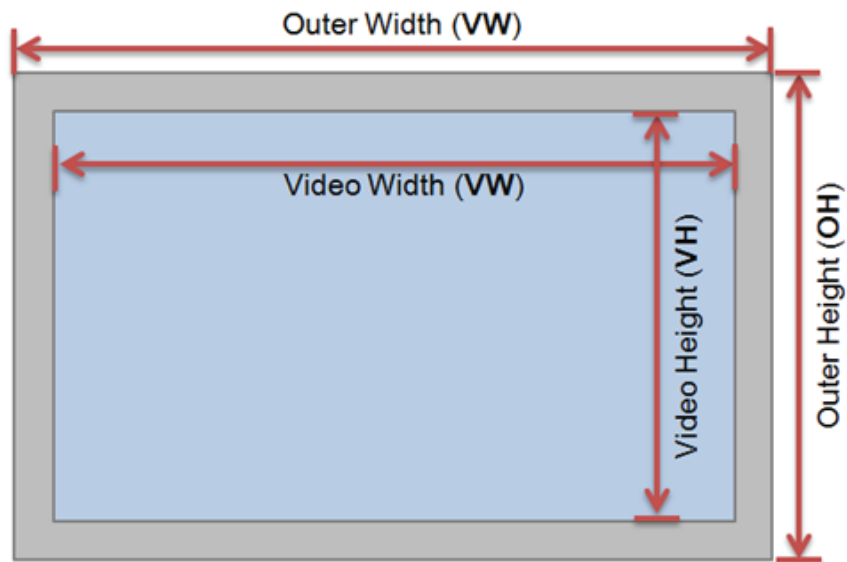 Outer Width (VW)
Video Width (VW)
Video Height (VH)
Outer Height (OH)